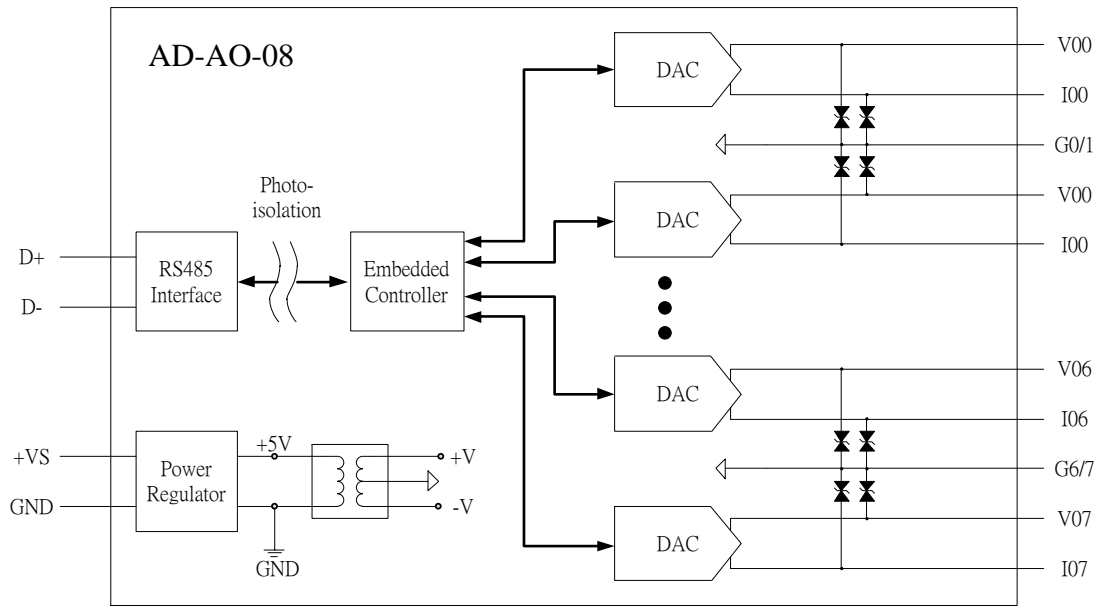 AD-AO-08
DAC
V00
I00
G0/1
DAC
V00
I00
Photo-
isolation
D+
D-
RS485
Interface
Embedded
Controller
DAC
V06
I06
G6/7
DAC
V07
I07
+VS
GND
Power
Regulator
+5V
GND
+V
-V